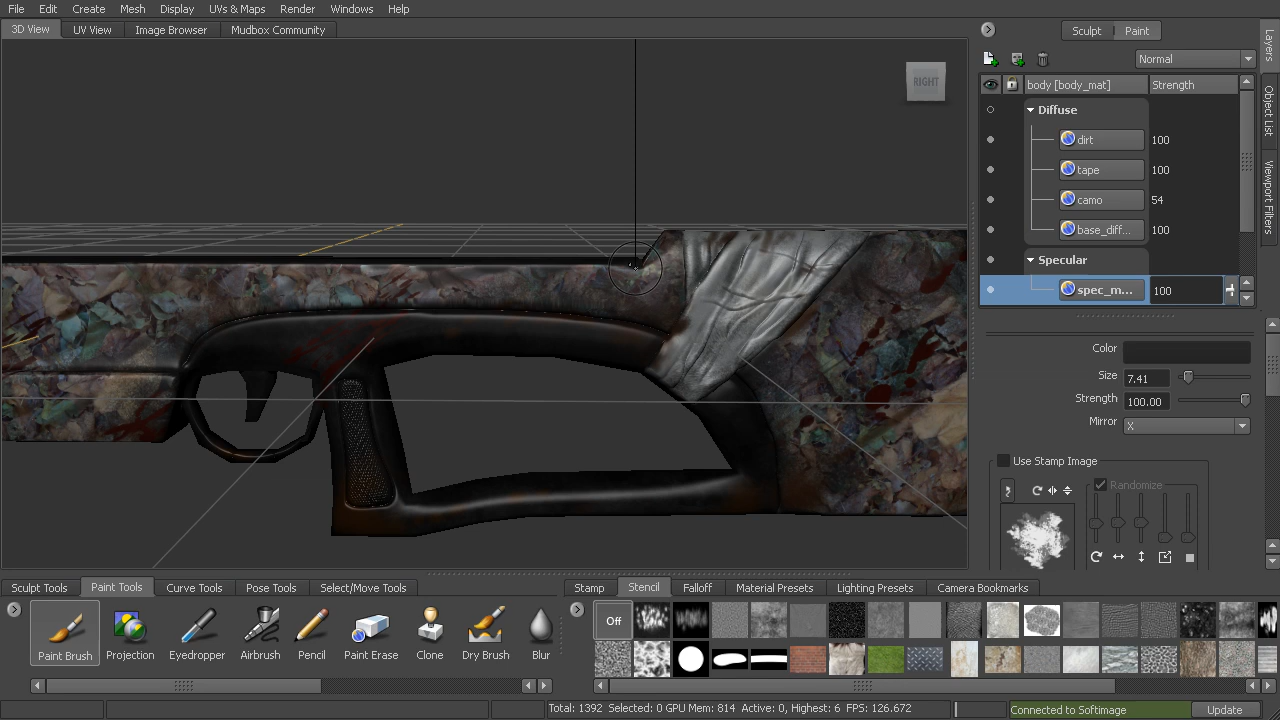 File Edit Create Mesh Display UVs & Maps Render Windows Help
3D View UV View Image Browser Mudbox Community
Sculpt Paint
Normal
RIGHT
body [body_mat] Strength
Diffuse
dirt 100
tape 100
camo 54
base_diff... 100
Specular
spec_m... 100
Layers
Object List
Viewport Filters
Color
Size 7.41
Strength 100.00
Mirror X
Use Stamp Image
Randomize
Sculpt Tools Paint Tools Curve Tools Pose Tools Select/Move Tools
Stamp Stencil Falloff Material Presets Lighting Presets Camera Bookmarks
Paint Brush Projection Eyedropper Airbrush Pencil Paint Erase Clone Dry Brush Blur
Off
Total: 1392 Selected: 0 GPU Mem: 814 Active: 0, Highest: 6 FPS: 126.672
Connected to Softimage
Update